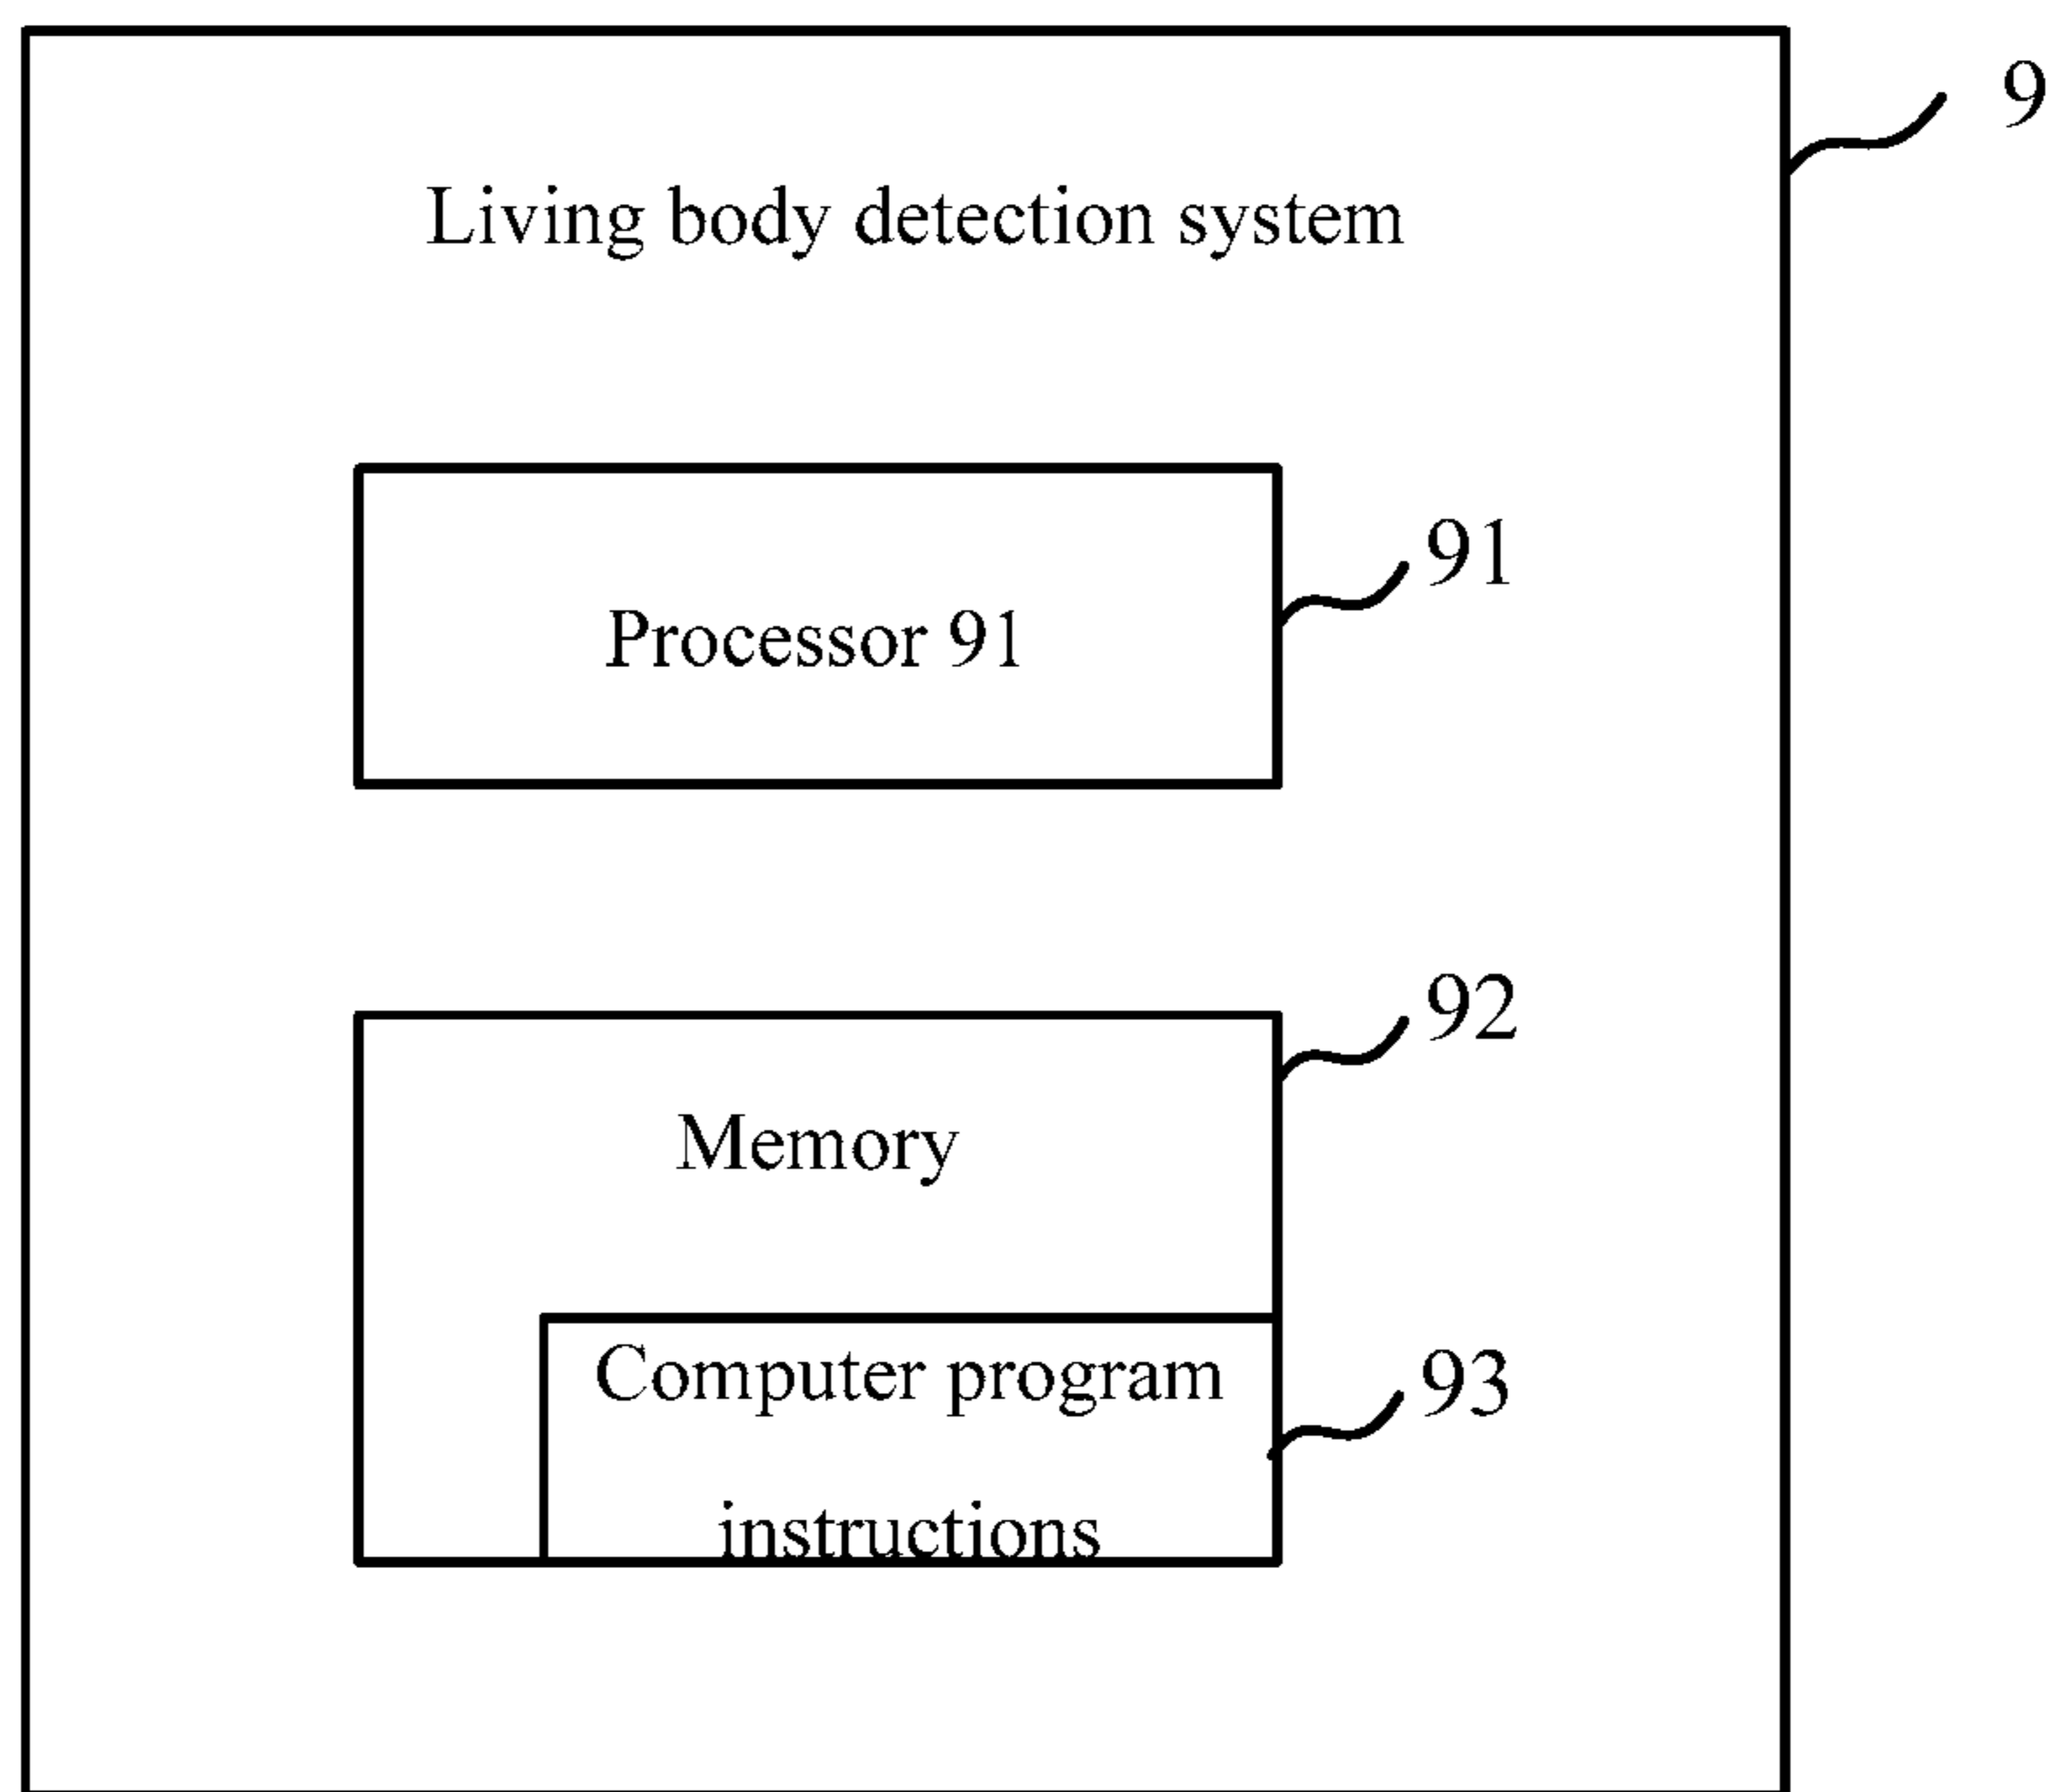 9
Living body detection system
91
Processor 91
92
Memory
93
Computer program
instructions